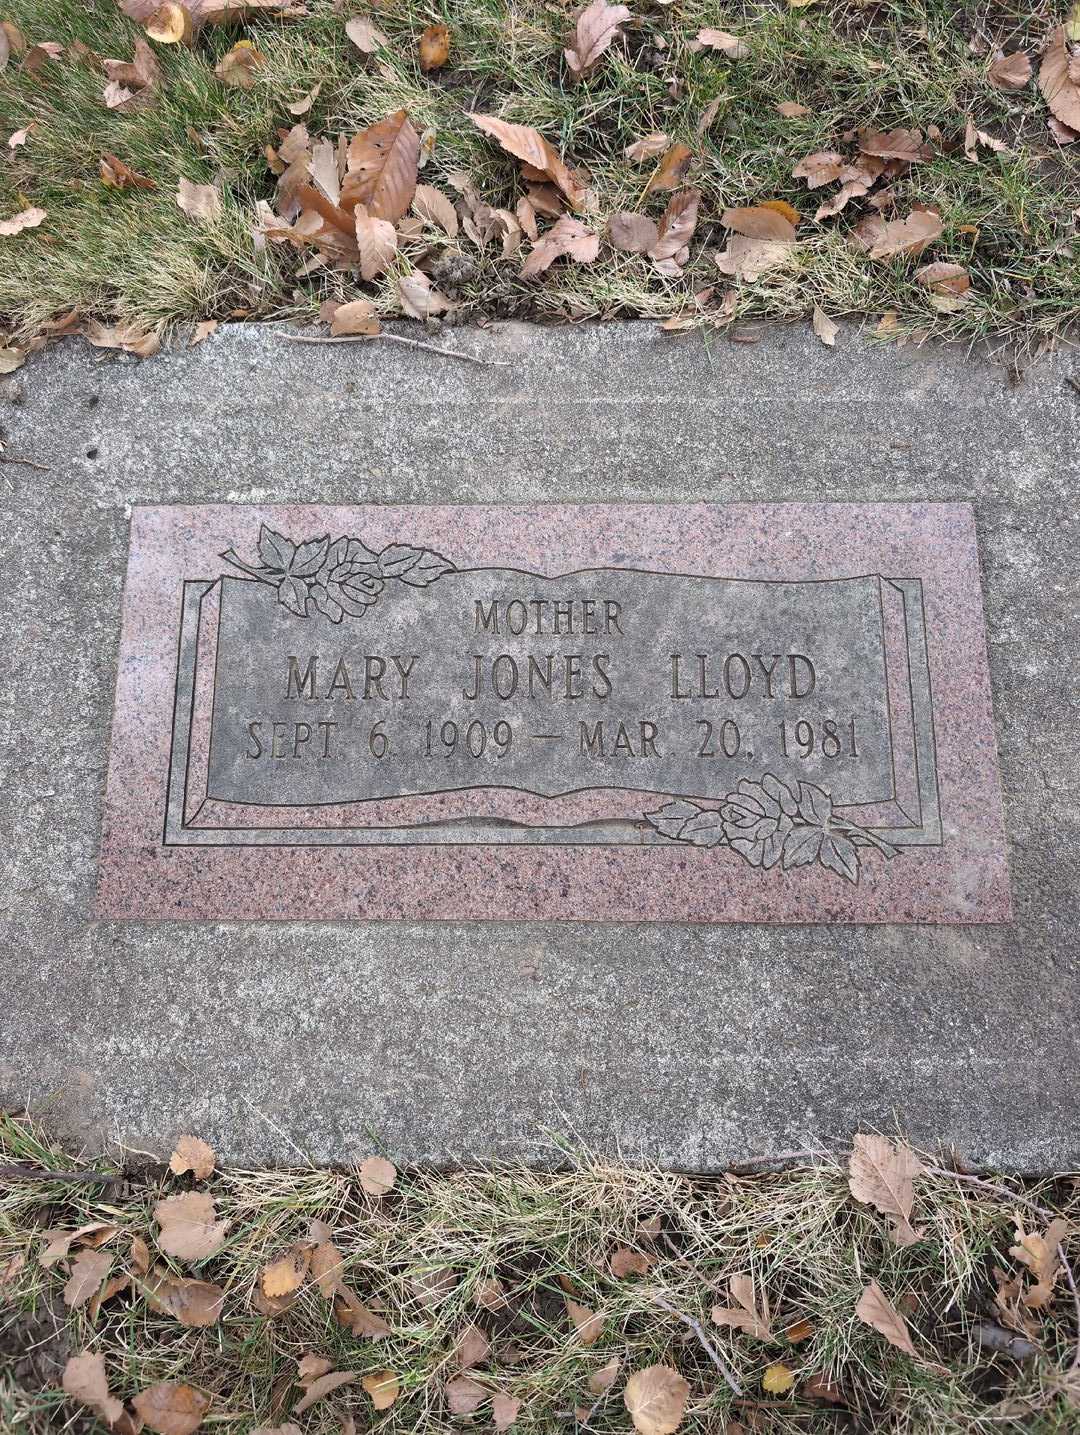 MOTHER
MARY JONES LLOYD
SEPT. 6. 1909 — MAR. 20, 1981